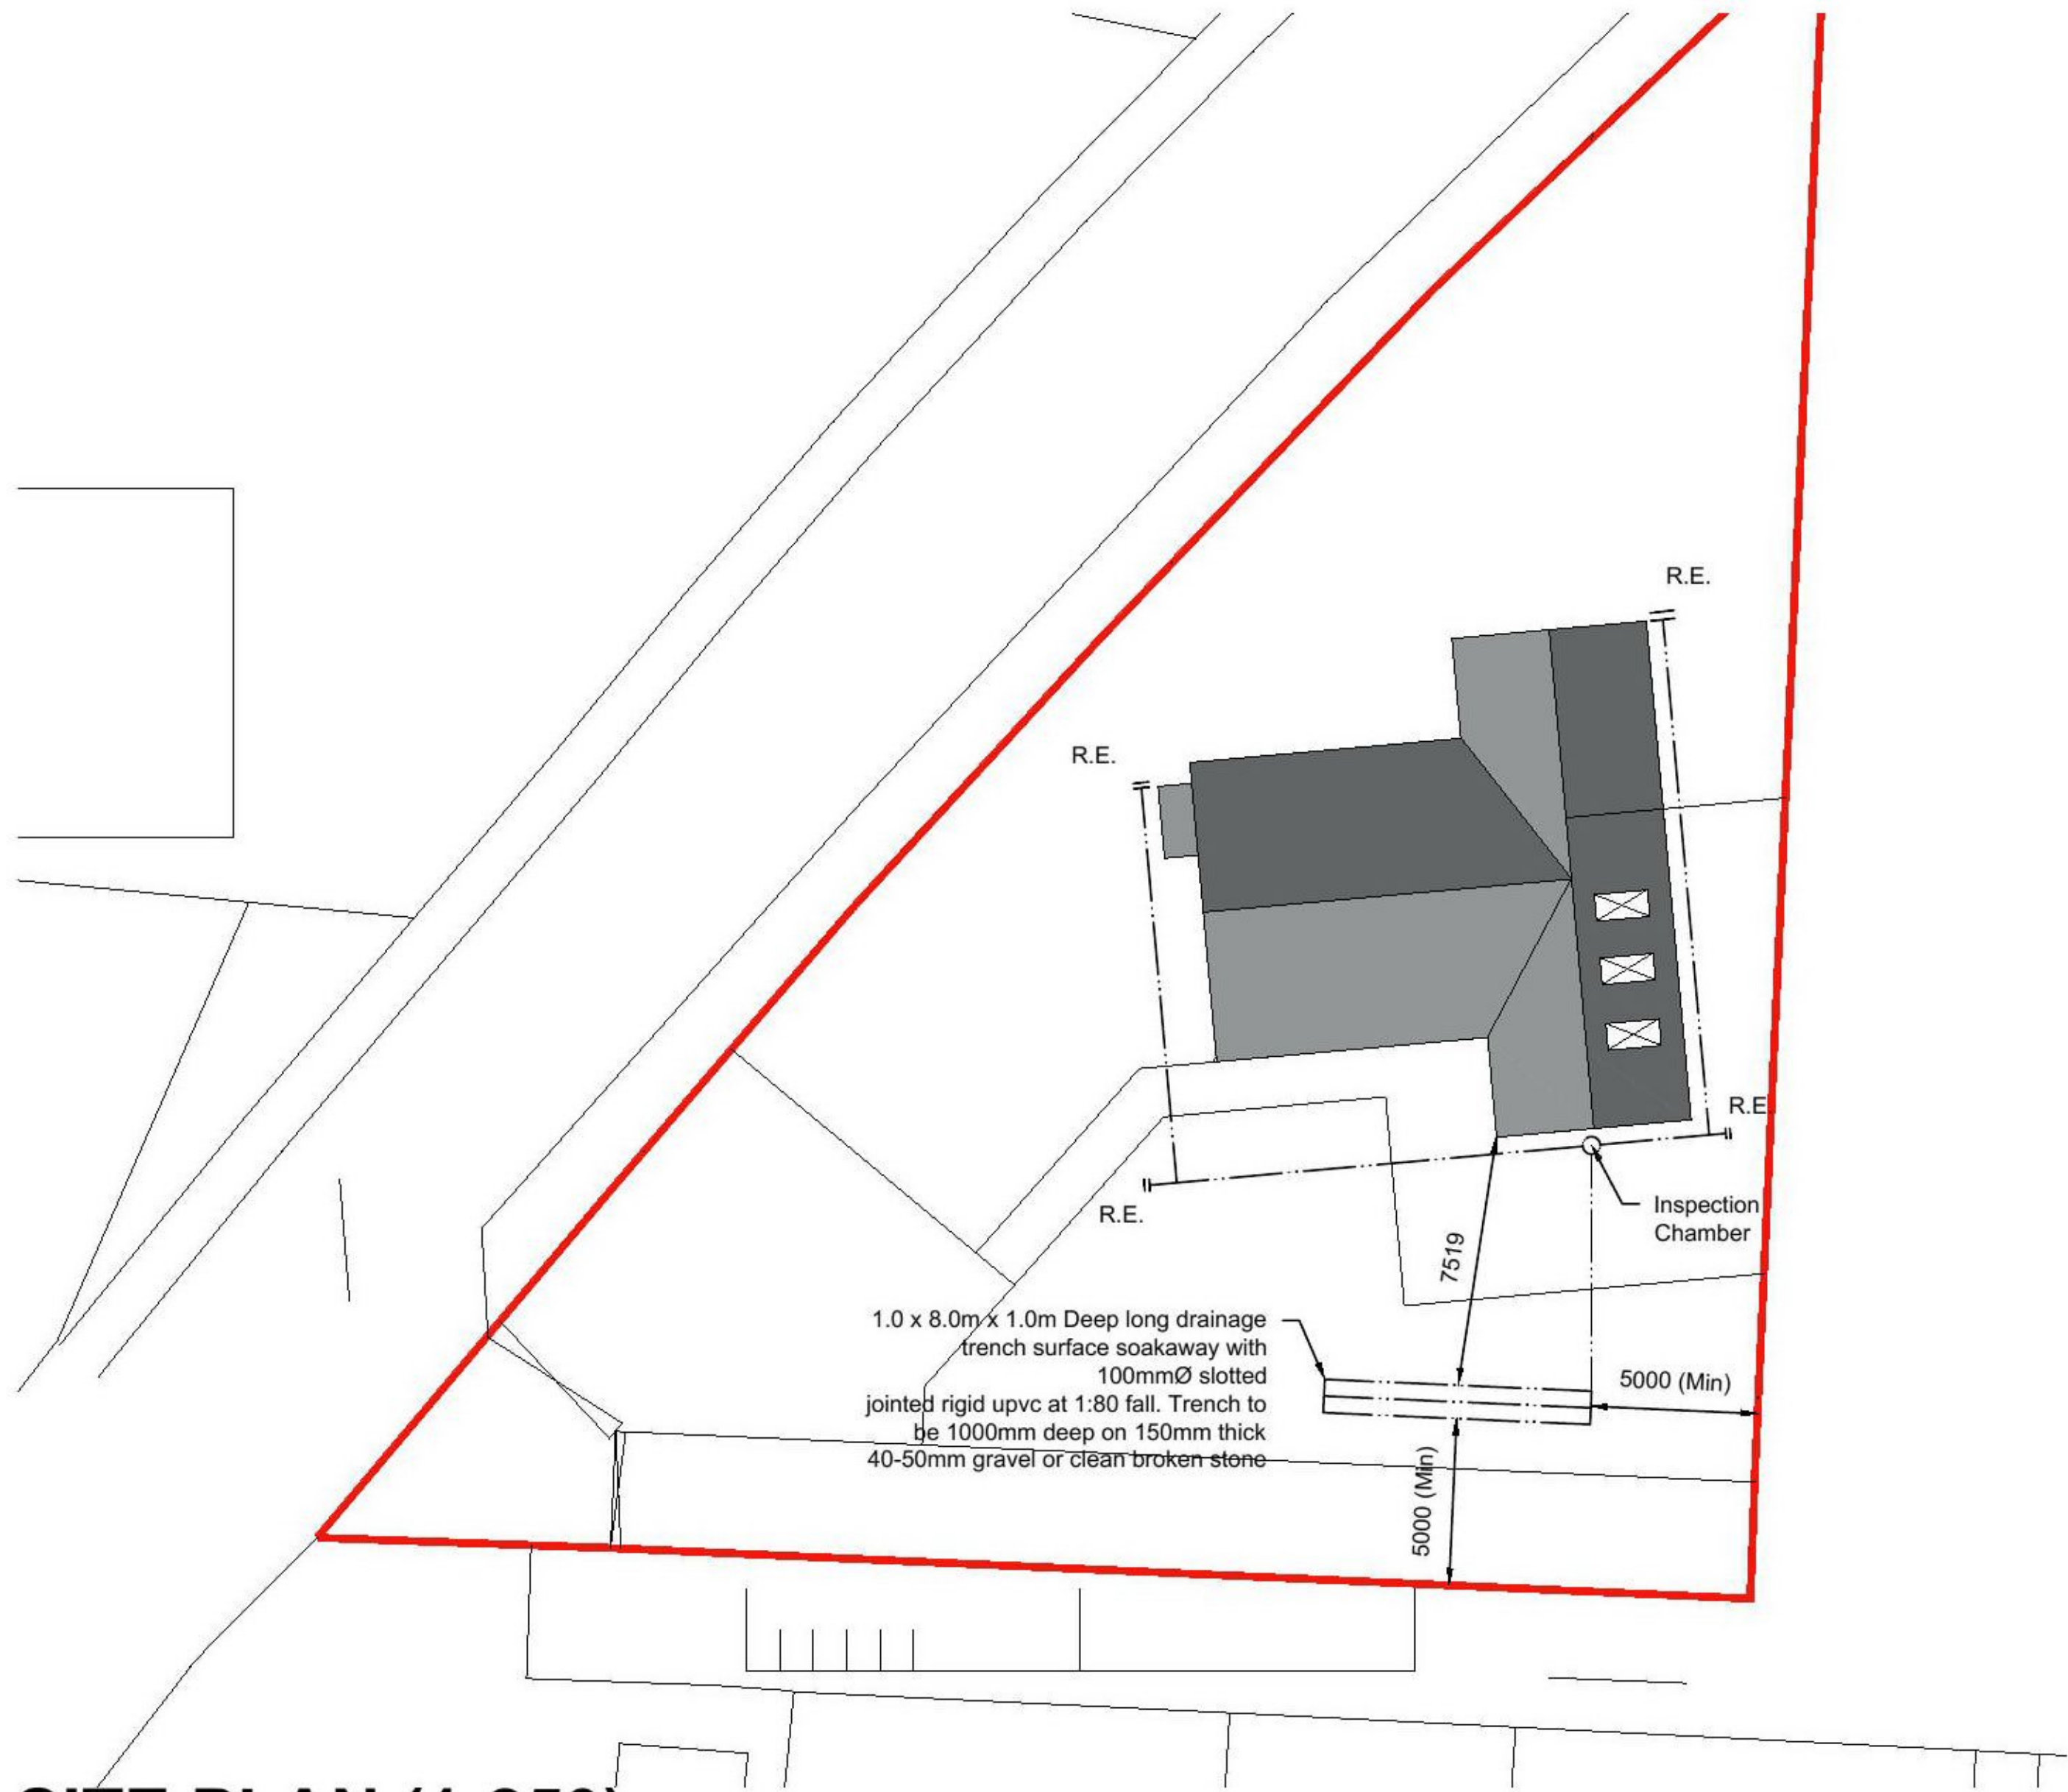 R.E.
R.E.
R.E.
R.E.
Inspection
Chamber
7519
1.0 x 8.0m x 1.0m Deep long drainage
trench surface soakaway with
100mmØ slotted
jointed rigid upvc at 1:80 fall. Trench to
be 1000mm deep on 150mm thick
40-50mm gravel or clean broken stone
5000 (Min)
5000 (Min)